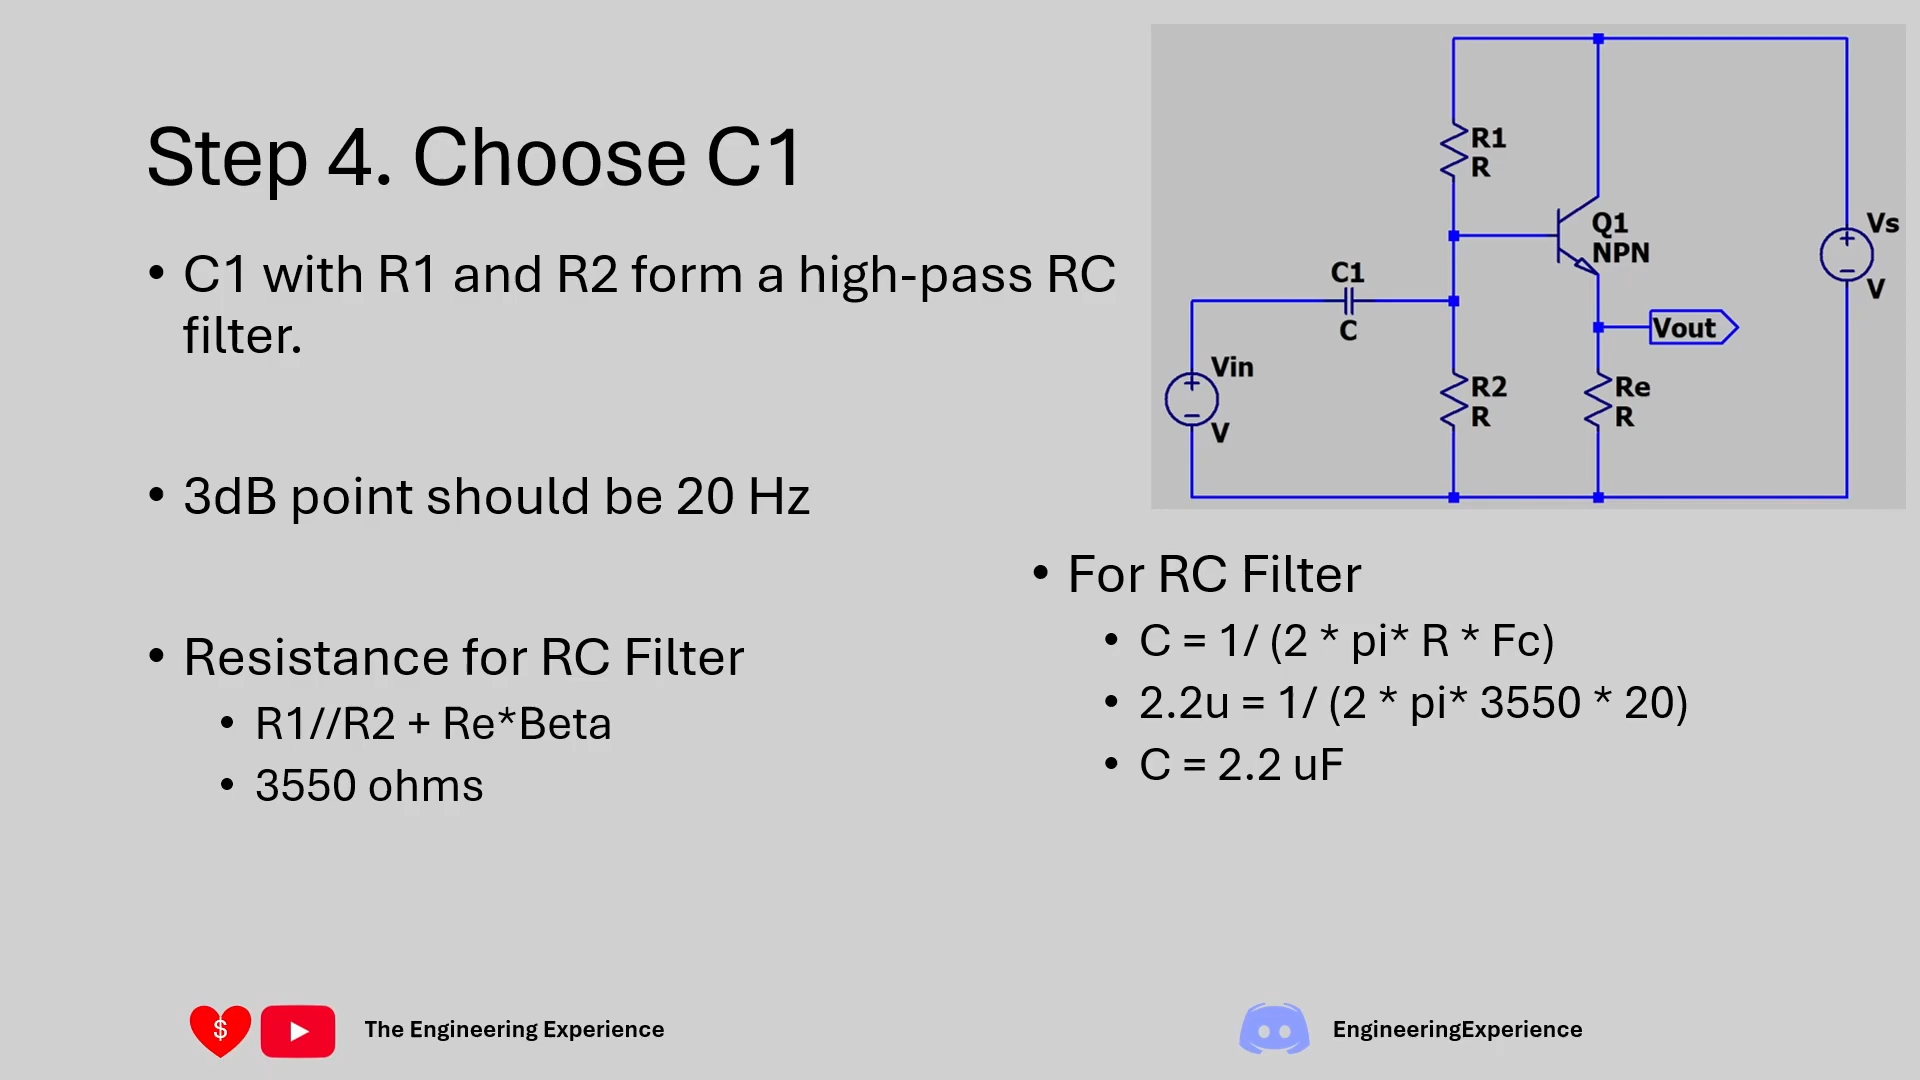 Step 4. Choose C1
• C1 with R1 and R2 form a high-pass RC
filter.
• 3dB point should be 20 Hz
• Resistance for RC Filter
• R1//R2 + Re*Beta
• 3550 ohms
R1
R
Q1
NPN
Vs
V
C1
C
Vin
V
R2
R
Vout
Re
R
• For RC Filter
• C = 1/ (2 * pi* R * Fc)
• 2.2u = 1/ (2 * pi* 3550 * 20)
• C = 2.2 uF
$
The Engineering Experience
EngineeringExperience